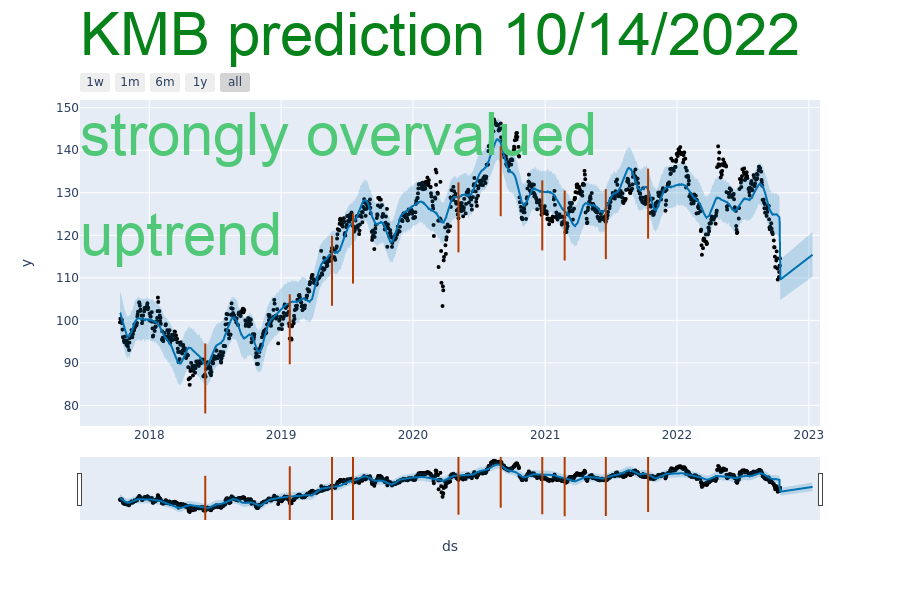 KMB prediction 10/14/2022
1w 1m 6m 1y all
strongly overvalued
uptrend
150
140
130
120
110
100
90
80
y
2018 2019 2020 2021 2022 2023
ds